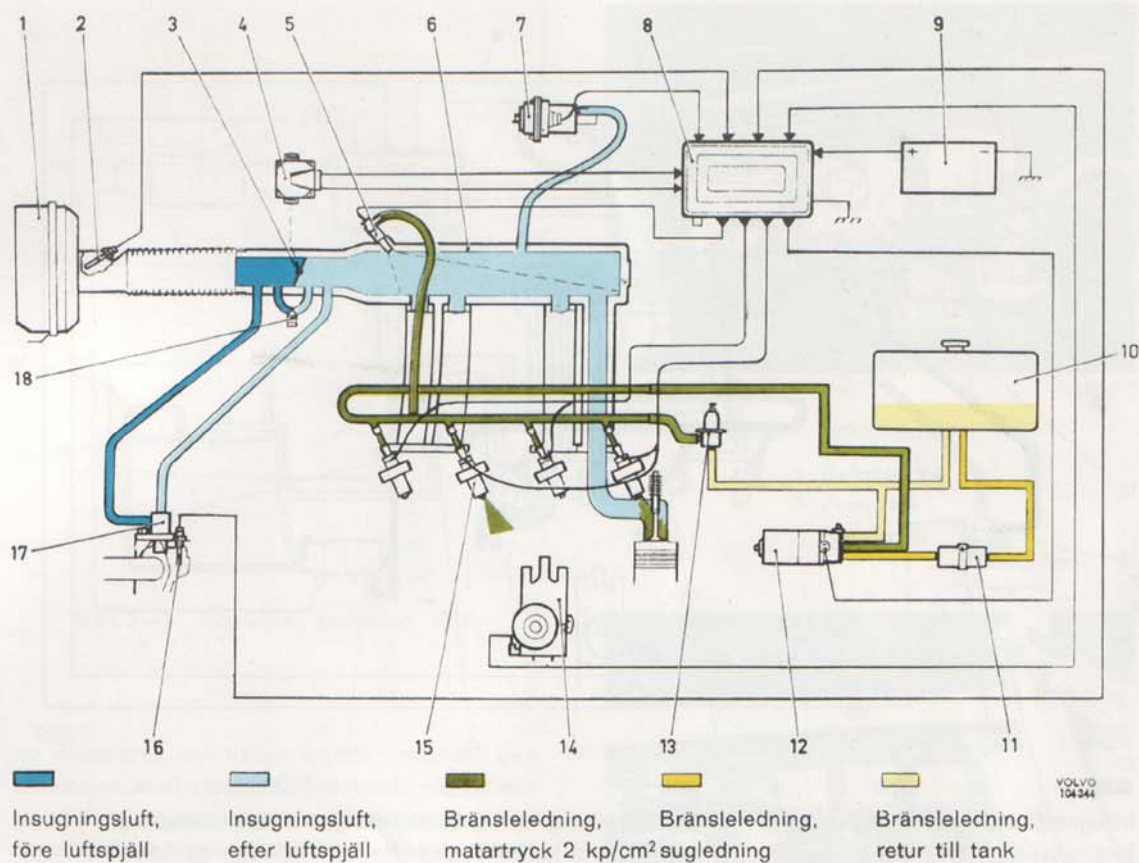 1 2 3 4 5 6 7 8 9
+ −
10
18
17
16 15 14 13 12 11
VOLVO
104344
Insugningsluft,
före luftspjäll
Insugningsluft,
efter luftspjäll
Bränsleledning,
matartryck 2 kp/cm²
Bränsleledning,
sugledning
Bränsleledning,
retur till tank